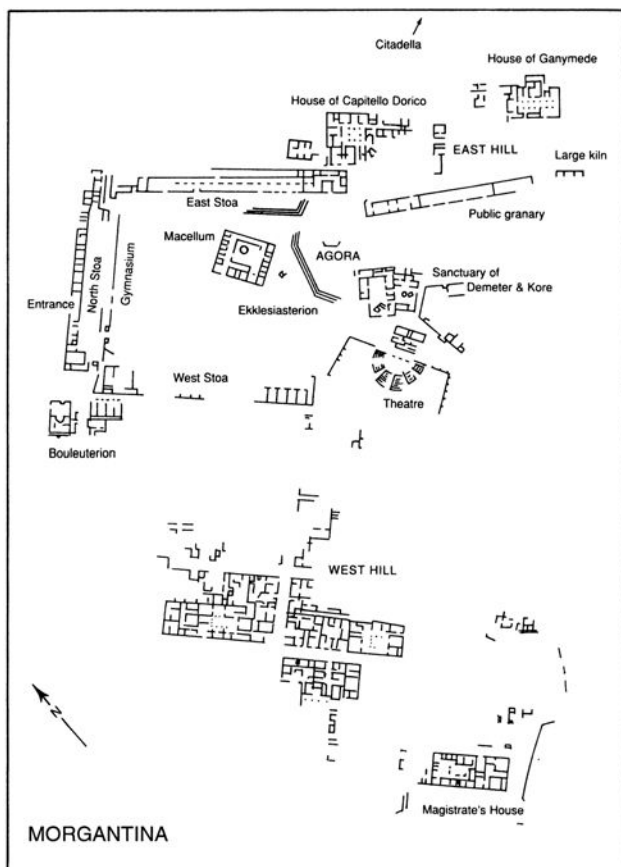 Citadella
House of Ganymede
House of Capitello Dorico
EAST HILL
Large kiln
East Stoa
Public granary
Macellum
AGORA
Sanctuary of
Demeter & Kore
Entrance
North Stoa
Gymnasium
Ekklesiasterion
West Stoa
Theatre
Bouleuterion
WEST HILL
N
Magistrate's House
MORGANTINA